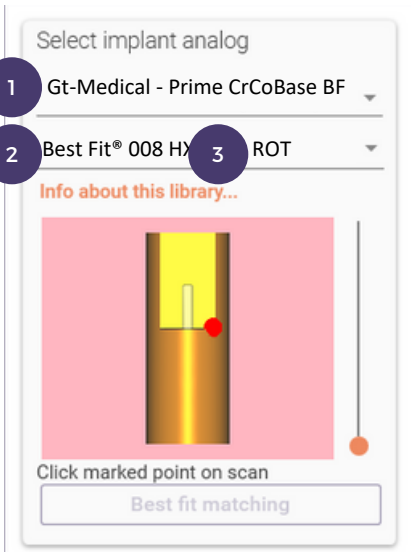 Select implant analog
1 Gt-Medical - Prime CrCoBase BF
2 Best Fit® 008 HX 3 ROT
Info about this library...
Click marked point on scan
Best fit matching